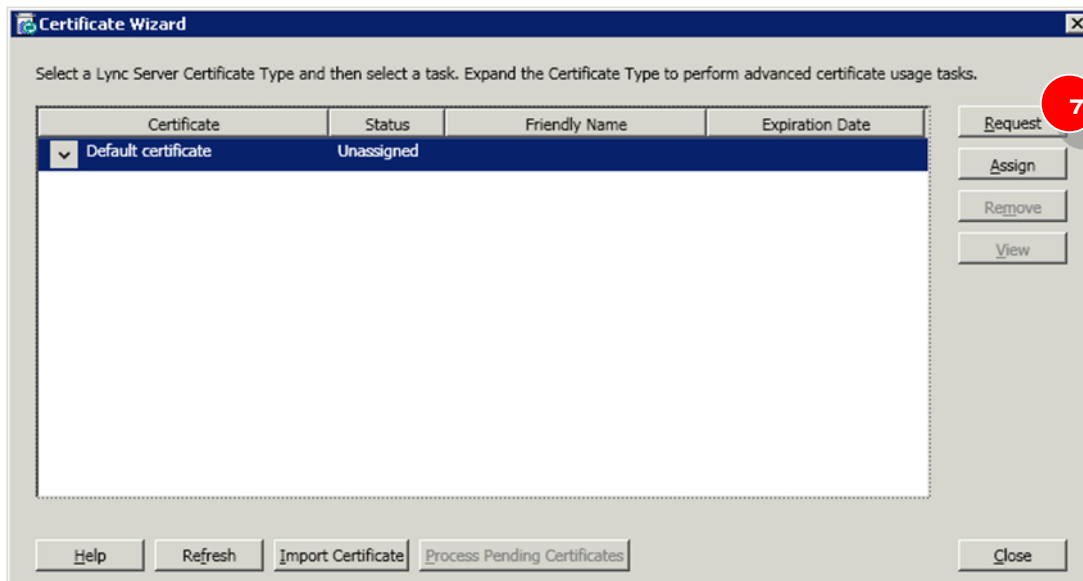 Certificate Wizard
Select a Lync Server Certificate Type and then select a task. Expand the Certificate Type to perform advanced certificate usage tasks.
Certificate Status Friendly Name Expiration Date
Default certificate Unassigned
Request
7
Assign
Remove
View
Help Refresh Import Certificate Process Pending Certificates Close